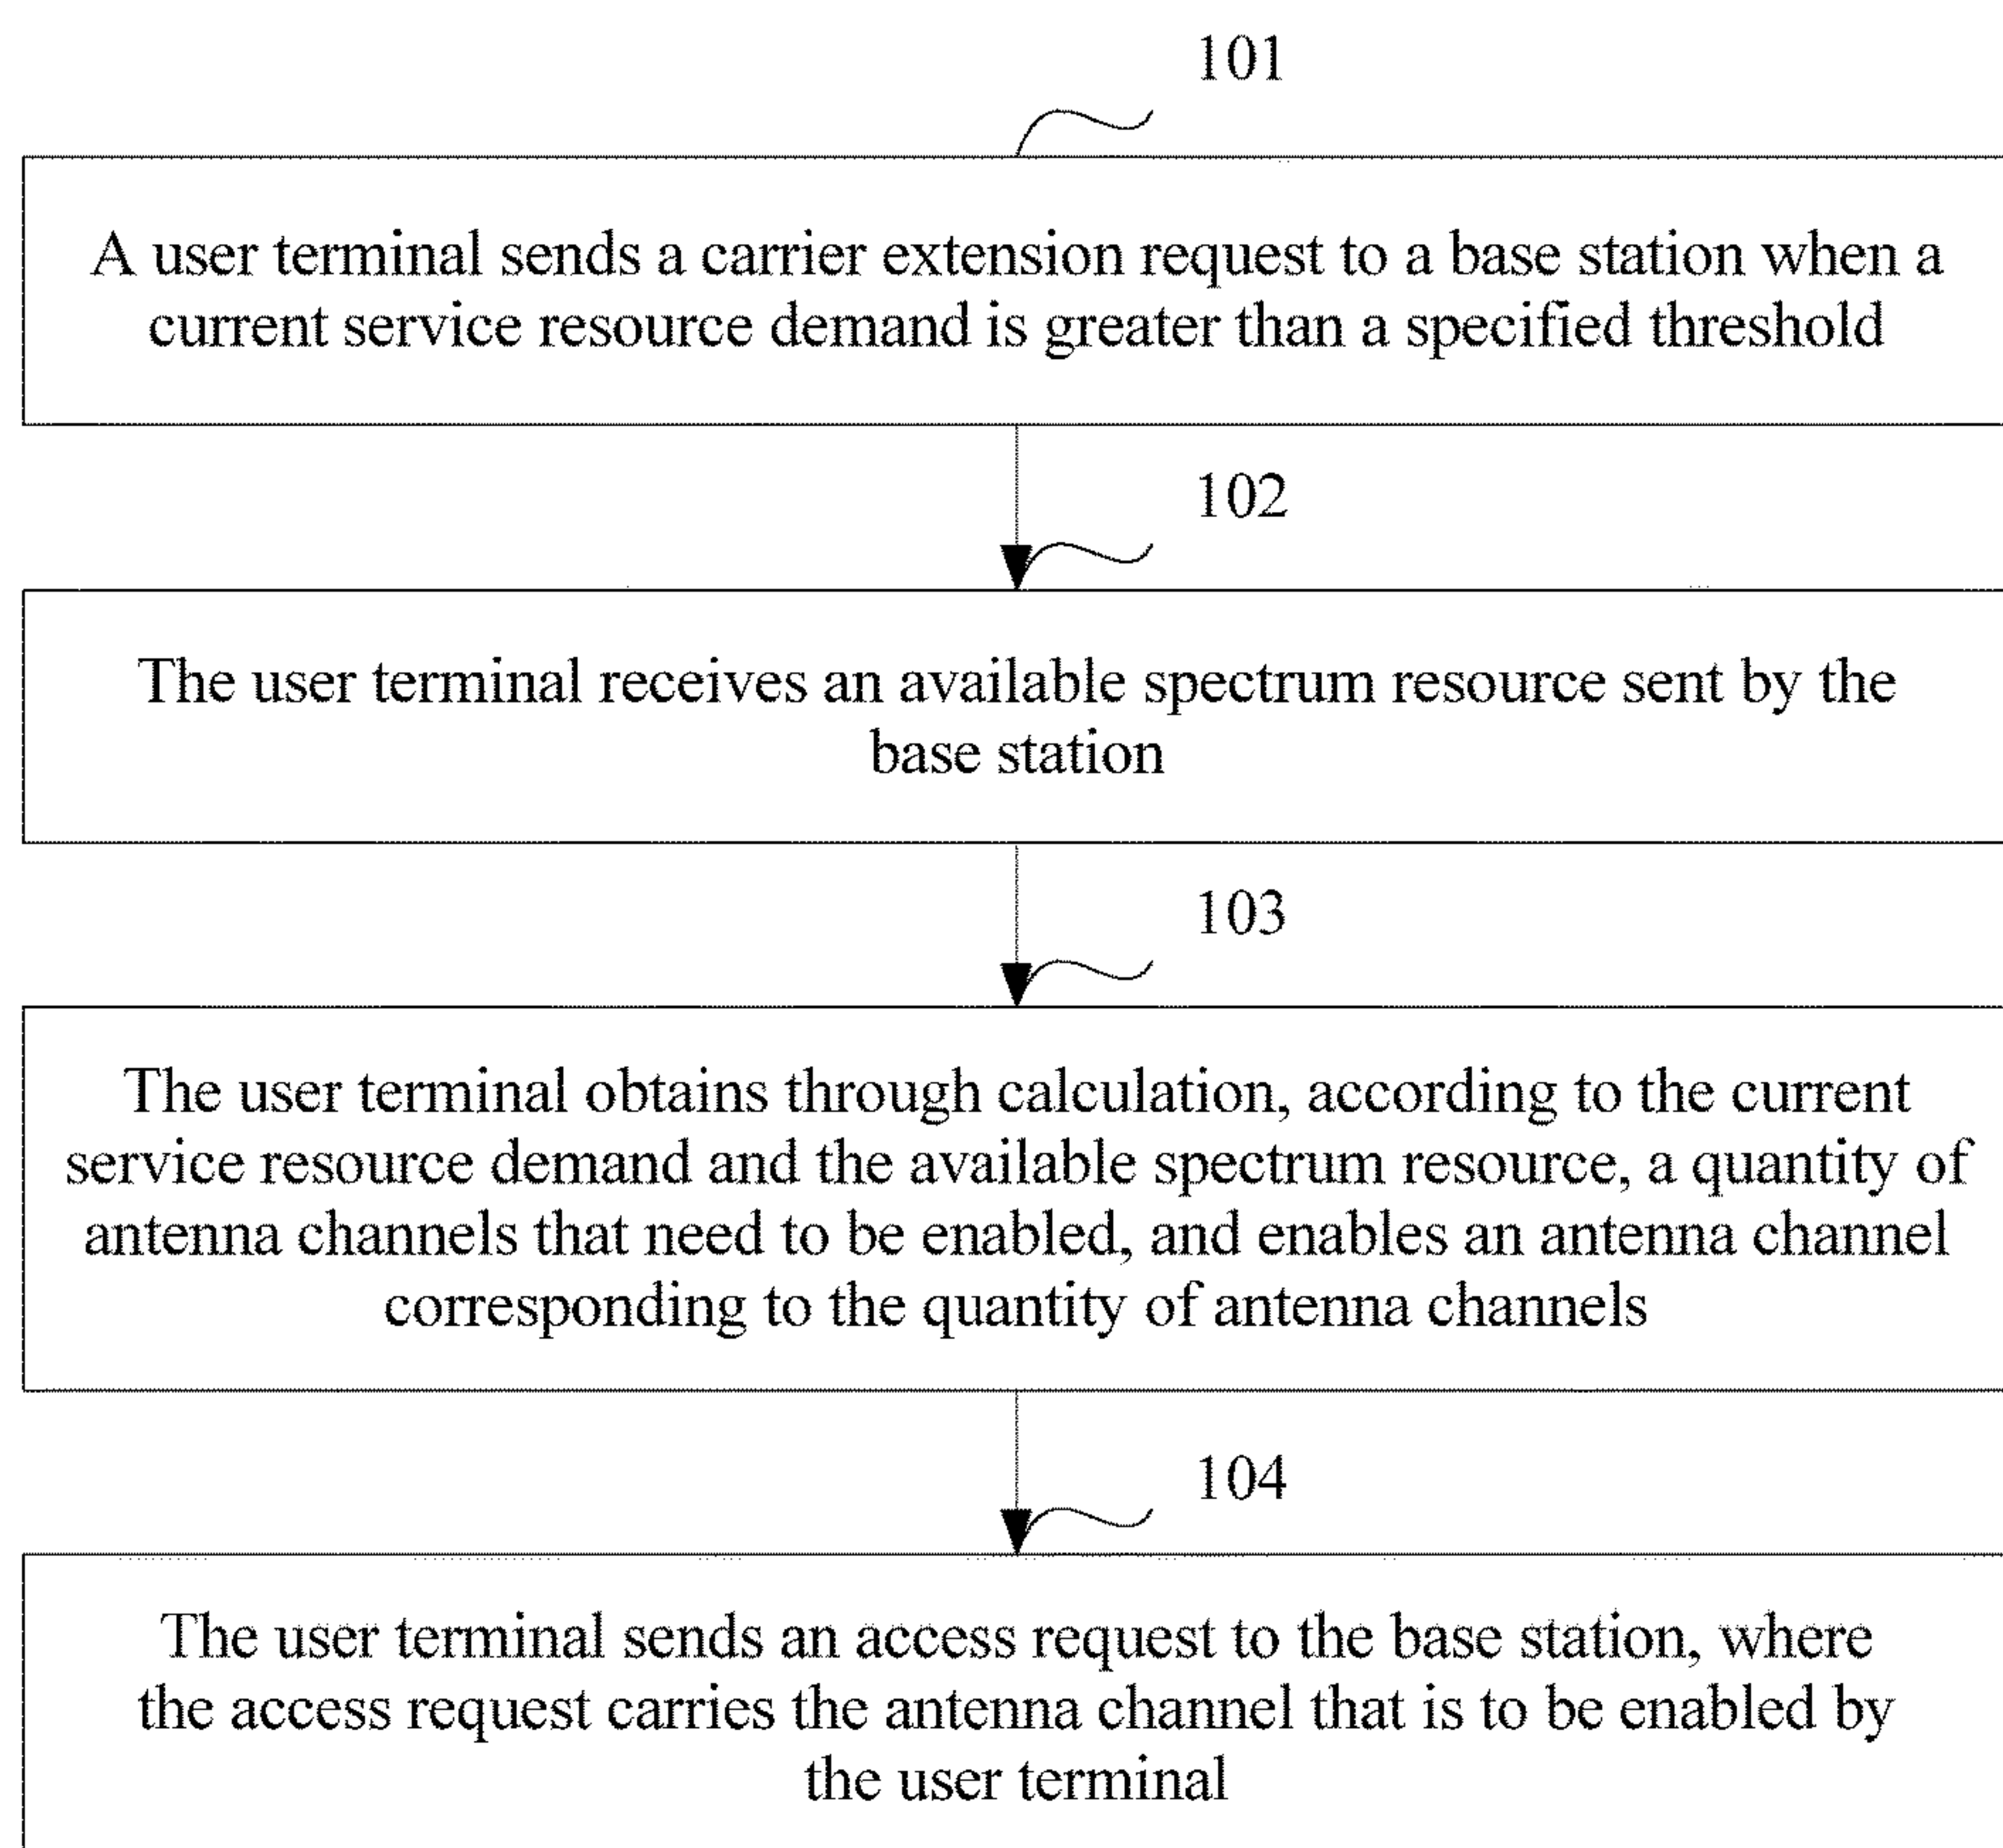 101
A user terminal sends a carrier extension request to a base station when a
current service resource demand is greater than a specified threshold
102
The user terminal receives an available spectrum resource sent by the
base station
103
The user terminal obtains through calculation, according to the current
service resource demand and the available spectrum resource, a quantity of
antenna channels that need to be enabled, and enables an antenna channel
corresponding to the quantity of antenna channels
104
The user terminal sends an access request to the base station, where
the access request carries the antenna channel that is to be enabled by
the user terminal